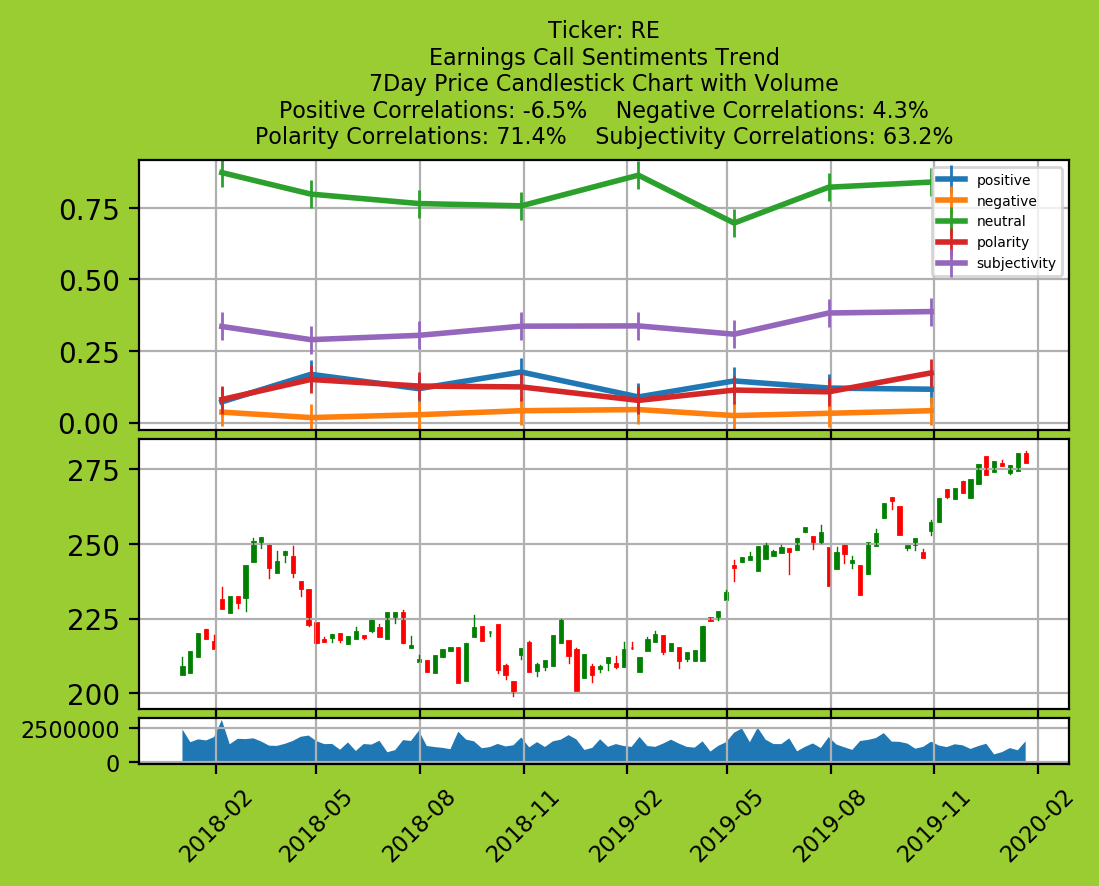 Ticker: RE
Earnings Call Sentiments Trend
7Day Price Candlestick Chart with Volume
Positive Correlations: -6.5%    Negative Correlations: 4.3%
Polarity Correlations: 71.4%    Subjectivity Correlations: 63.2%
positive
negative
neutral
polarity
subjectivity
0.75
0.50
0.25
0.00
275
250
225
200
2500000
0
2018-02
2018-05
2018-08
2018-11
2019-02
2019-05
2019-08
2019-11
2020-02